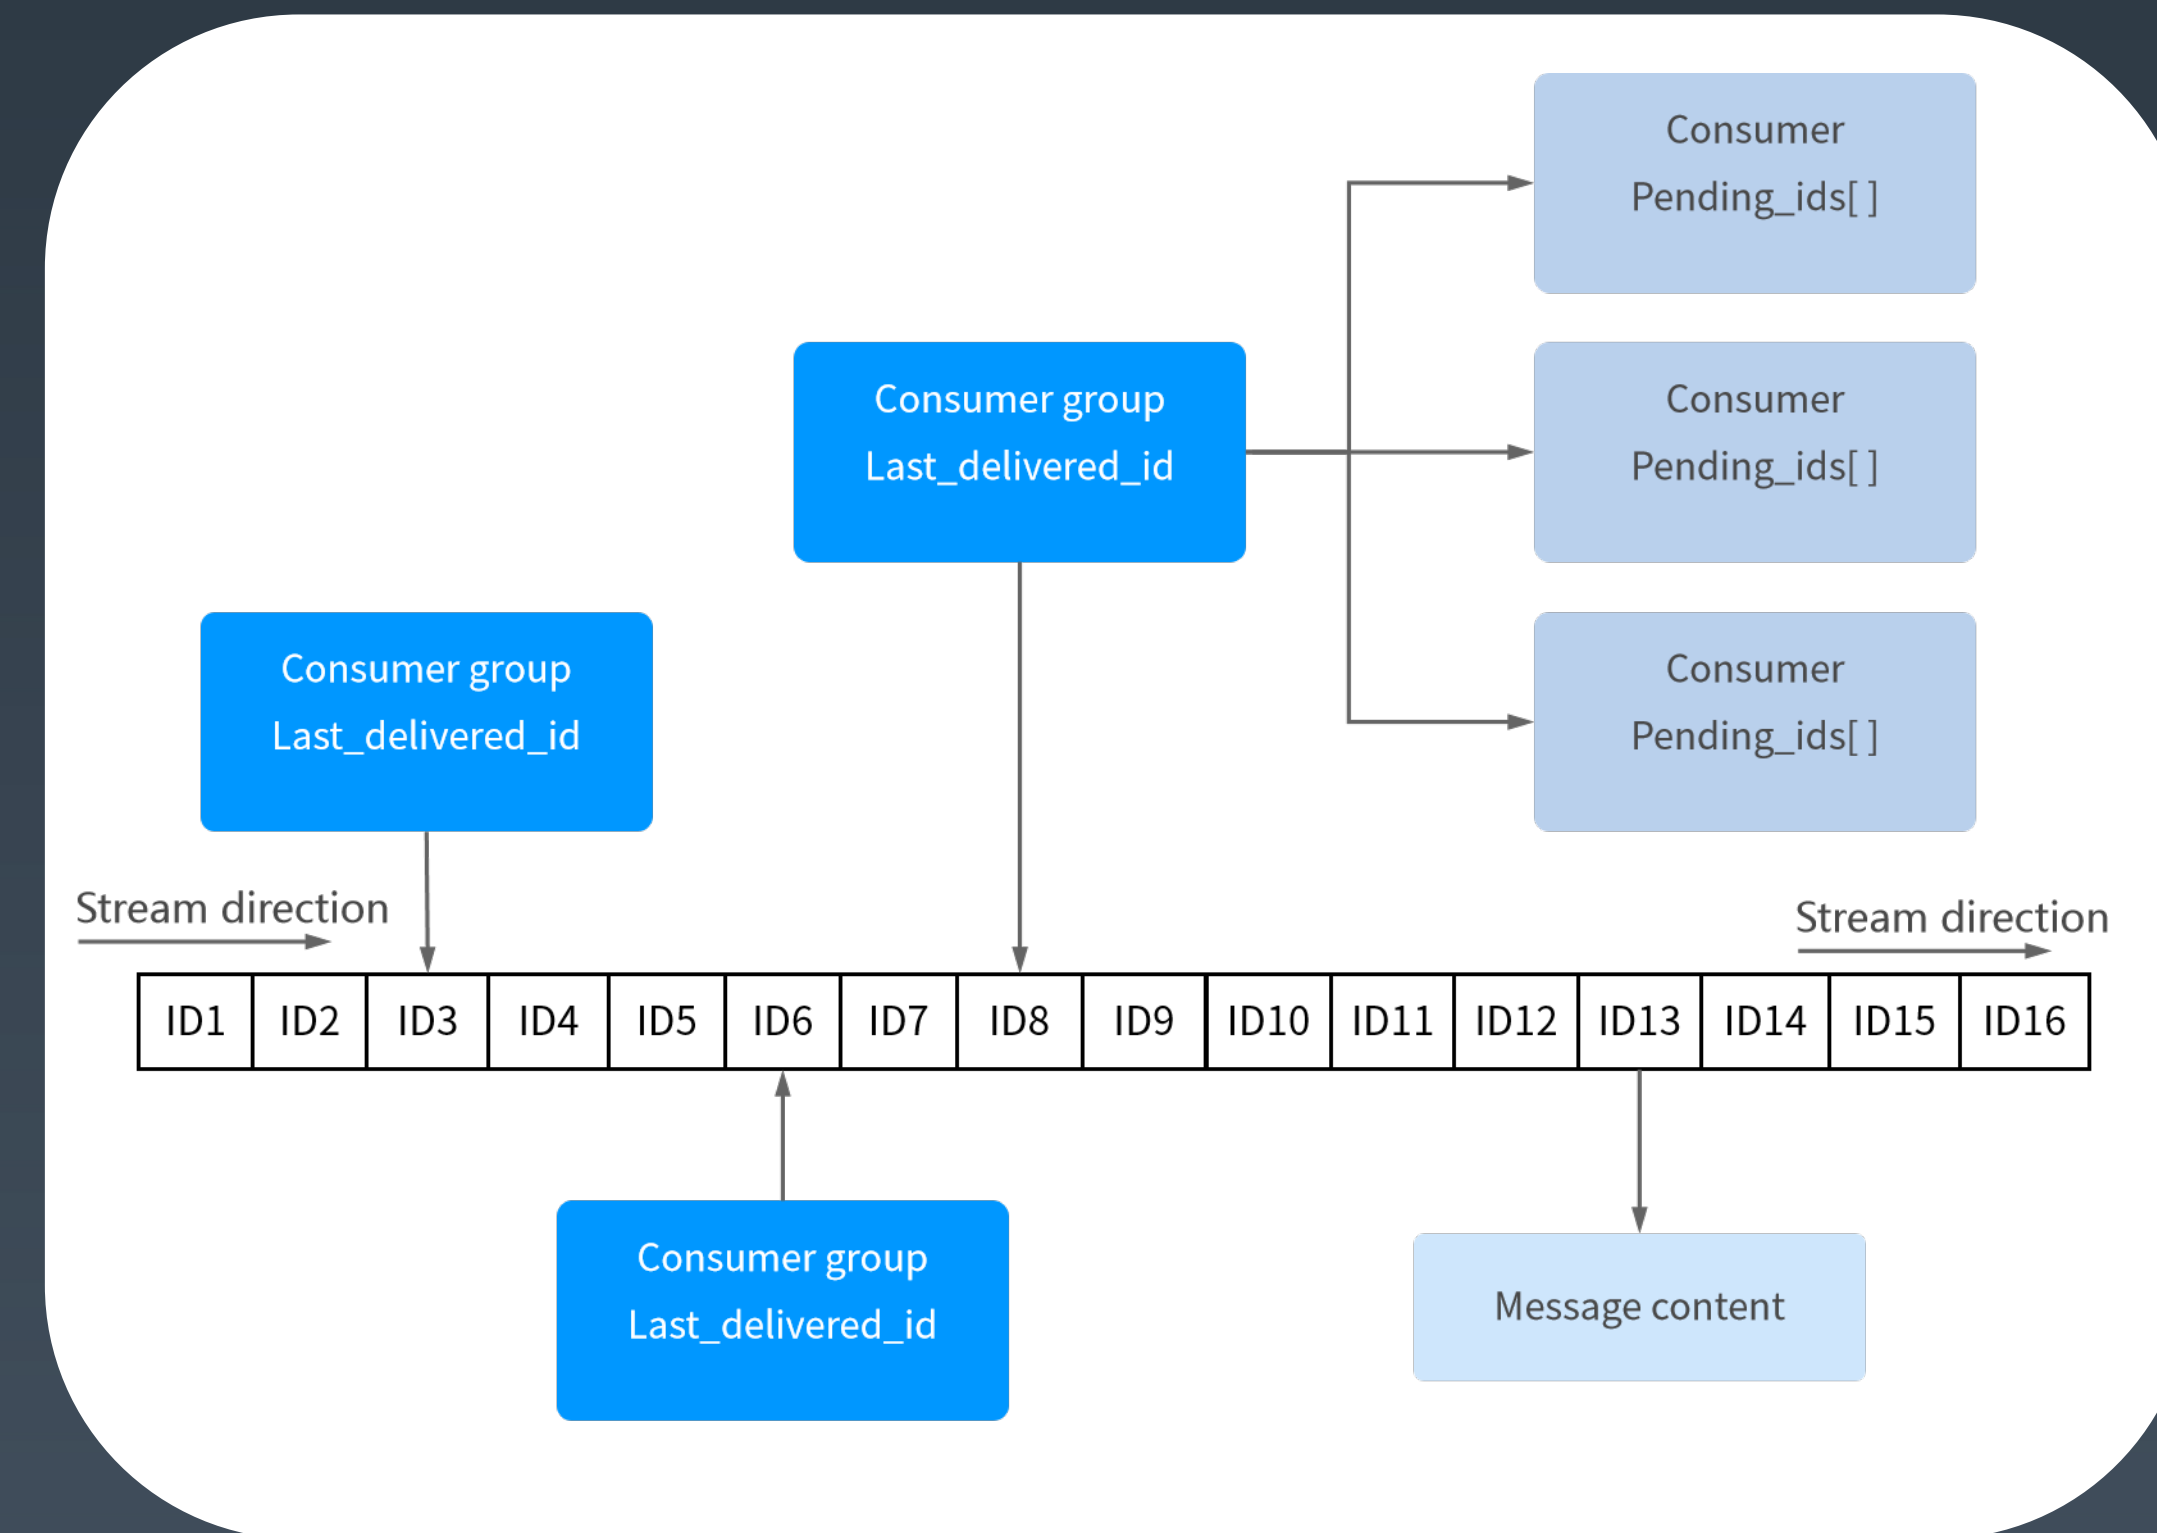 Consumer
Pending_ids[ ]
Consumer group
Last_delivered_id
Consumer
Pending_ids[ ]
Consumer group
Last_delivered_id
Consumer
Pending_ids[ ]
Stream direction
Stream direction
ID1 ID2 ID3 ID4 ID5 ID6 ID7 ID8 ID9 ID10 ID11 ID12 ID13 ID14 ID15 ID16
Consumer group
Last_delivered_id
Message content